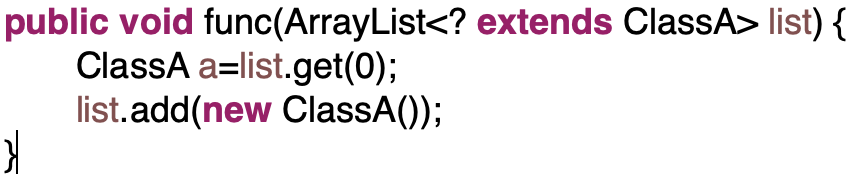 public void func(ArrayList<? extends ClassA> list) {
ClassA a=list.get(0);
list.add(new ClassA());
}